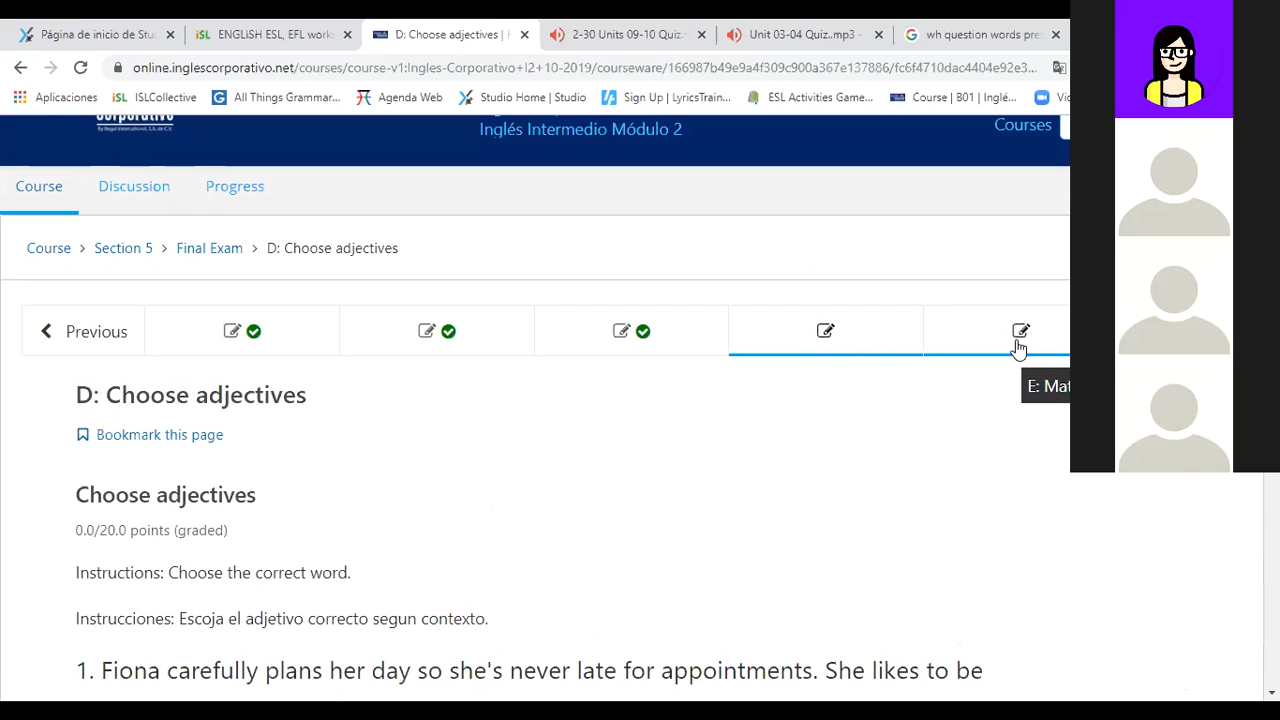 Página de inicio de Stu
ENGLiSH ESL, EFL work
D: Choose adjectives |
2-30 Units 09-10 Quiz.
Unit 03-04 Quiz..mp3
wh question words pre
online.inglescorporativo.net/courses/course-v1:Ingles-Corporativo+I2+10-2019/courseware/166987b49e9a4f309c900a367e137886/fc6f4710dac4404e92e3...
Aplicaciones
iSL ISLCollective
All Things Grammar...
Agenda Web
Studio Home | Studio
Sign Up | LyricsTrain...
ESL Activities Game...
Course | B01 | Inglé...
Inglés Intermedio Módulo 2
Courses
Course
Discussion
Progress
Course > Section 5 > Final Exam > D: Choose adjectives
Previous
E: Mat
D: Choose adjectives
Bookmark this page
Choose adjectives
0.0/20.0 points (graded)
Instructions: Choose the correct word.
Instrucciones: Escoja el adjetivo correcto segun contexto.
1. Fiona carefully plans her day so she's never late for appointments. She likes to be